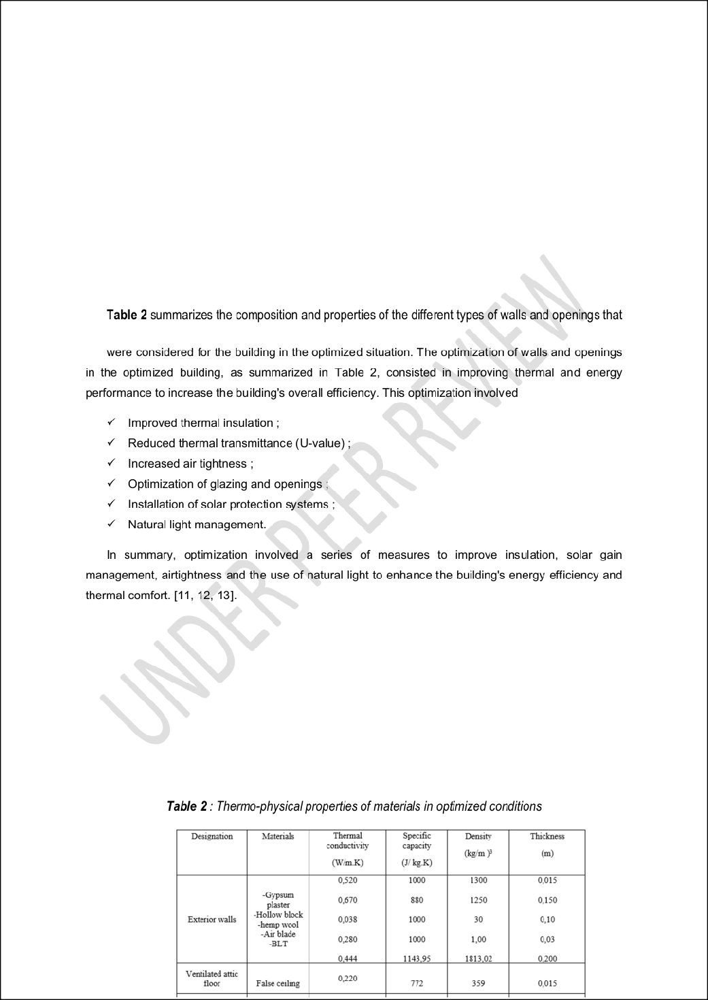 Table 2 summarizes the composition and properties of the different types of walls and openings that
were considered for the building in the optimized situation. The optimization of walls and openings
in the optimized building, as summarized in Table 2, consisted in improving thermal and energy
performance to increase the building's overall efficiency. This optimization involved
✓ Improved thermal insulation ;
✓ Reduced thermal transmittance (U-value) ;
✓ Increased air tightness ;
✓ Optimization of glazing and openings ;
✓ Installation of solar protection systems ;
✓ Natural light management.
In summary, optimization involved a series of measures to improve insulation, solar gain
management, airtightness and the use of natural light to enhance the building's energy efficiency and
thermal comfort. [11, 12, 13].
UNDER PEER REVIEW
Table 2 : Thermo-physical properties of materials in optimized conditions
Designation Materials Thermal Specific Density Thickness
conductivity capacity
(kg/m )³ (m)
(W/m.K) (J/ kg.K)
0,520 1000 1300 0,015
-Gypsum
plaster 0,670 880 1250 0,150
-Hollow block
Exterior walls 0,038 1000 30 0,10
-hemp wool
-Air blade
0,280 1000 1,00 0,03
-BLT
0,444 1143,95 1813,02 0,200
Ventilated attic
floor False ceiling 0,220 772 359 0,015